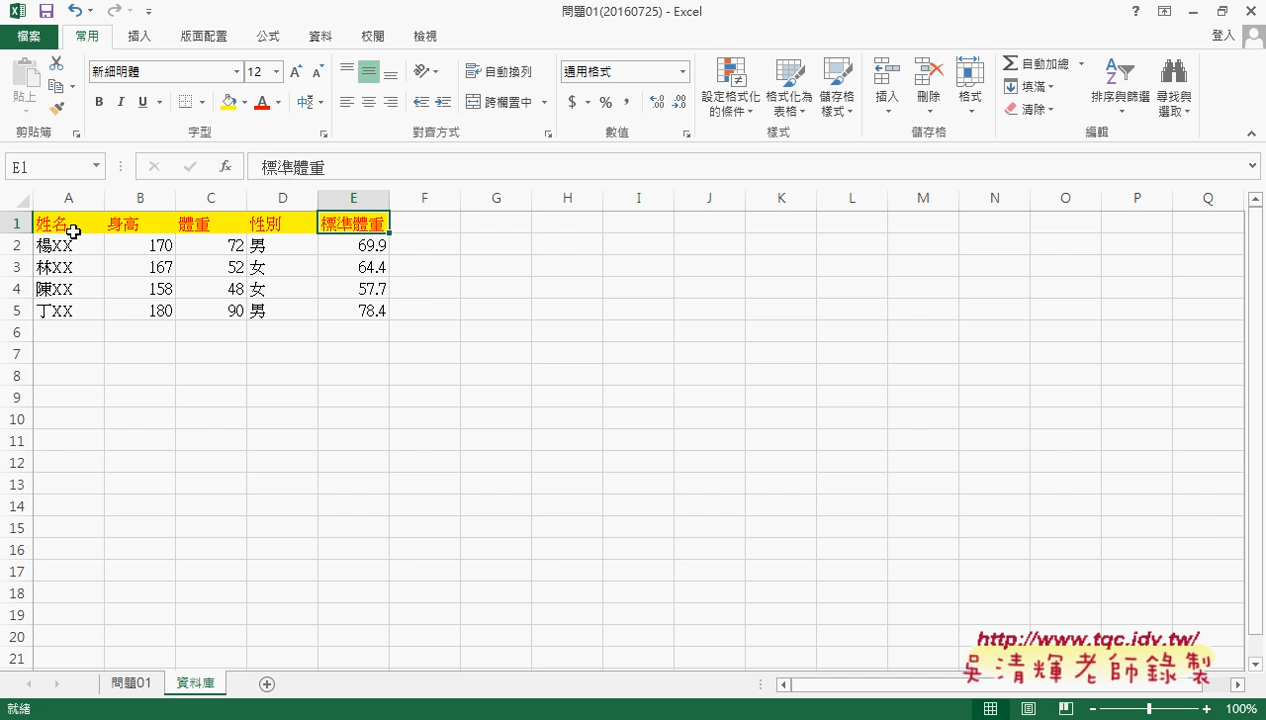 問題01(20160725) - Excel
檔案 常用 插入 版面配置 公式 資料 校閱 檢視 登入
貼上 新細明體 12 自動換列 通用格式 設定格式化的條件 格式化為表格 儲存格樣式 插入 刪除 格式 自動加總 填滿 清除 排序與篩選 尋找與選取
B I U 跨欄置中 $ % ,
剪貼簿 字型 對齊方式 數值 樣式 儲存格 編輯
E1 fx 標準體重
A B C D E F G H I J K L M N O P Q
1 姓名 身高 體重 性別 標準體重
2 楊XX 170 72 男 69.9
3 林XX 167 52 女 64.4
4 陳XX 158 48 女 57.7
5 丁XX 180 90 男 78.4
6
7
8
9
10
11
12
13
14
15
16
17
18
19
20
21
http://www.tqc.idv.tw/
吳清輝老師錄製
問題01 資料庫
就緒 100%